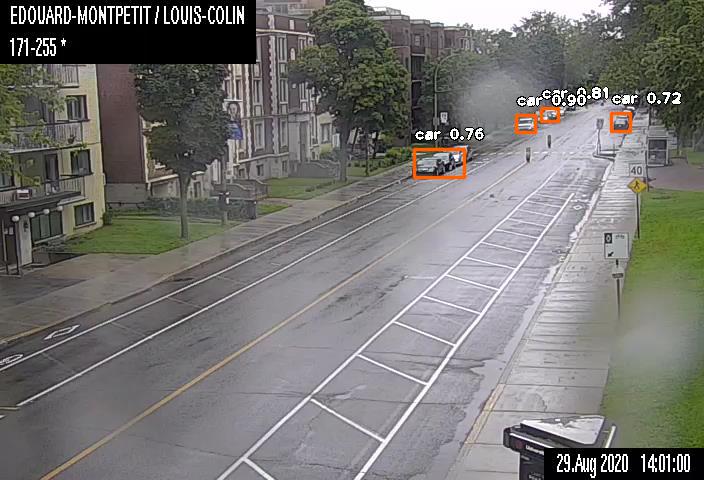 EDOUARD-MONTPETIT / LOUIS-COLIN
171-255 *
car 0.81
car 0.90
car 0.72
car 0.76
40
29.Aug 2020 14:01:00